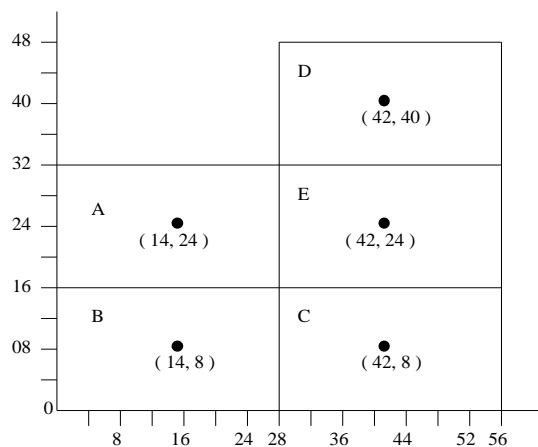 48
D
40
( 42, 40 )
32
A
E
24
( 14, 24 )
( 42, 24 )
16
B
C
08
( 14, 8 )
( 42, 8 )
0
8 16 24 28 36 44 52 56